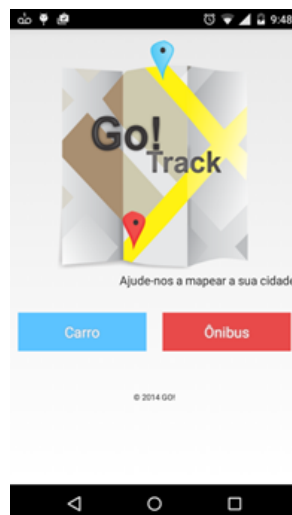 9:48
Go!
Track
Ajude-nos a mapear a sua cidade
Carro
Ônibus
© 2014 GO!